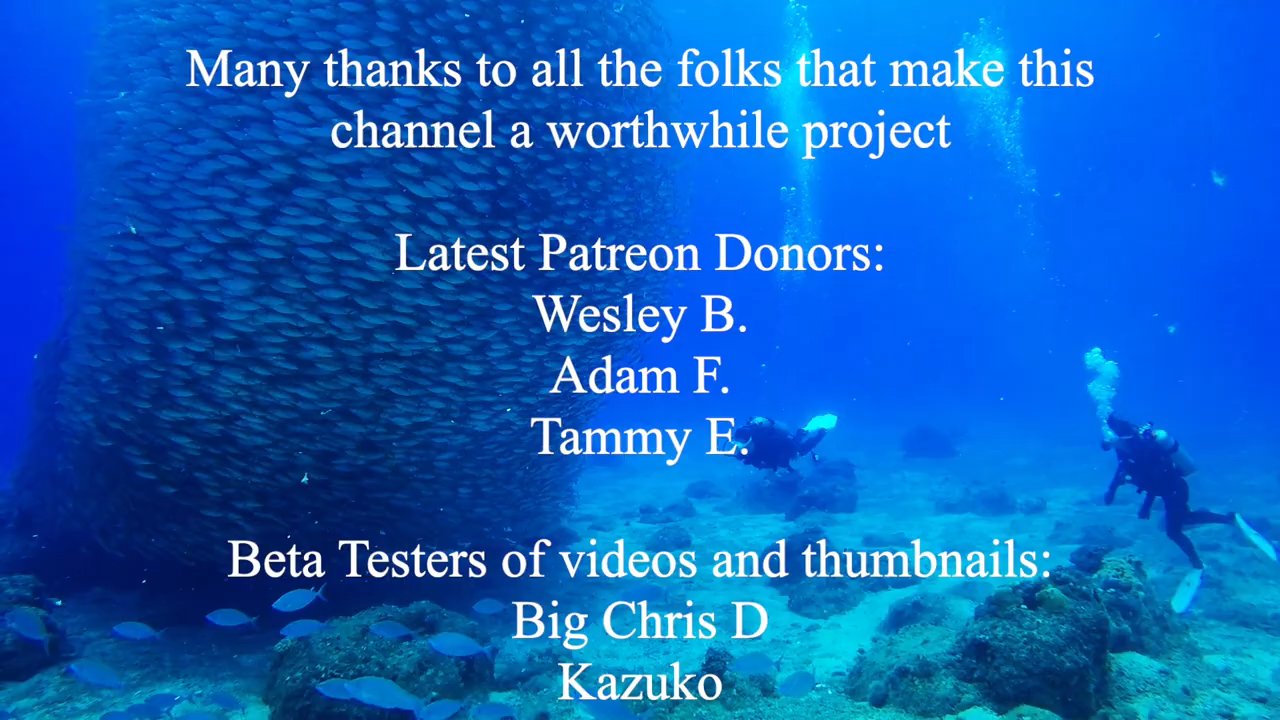 Many thanks to all the folks that make this
channel a worthwhile project
Latest Patreon Donors:
Wesley B.
Adam F.
Tammy E.
Beta Testers of videos and thumbnails:
Big Chris D
Kazuko